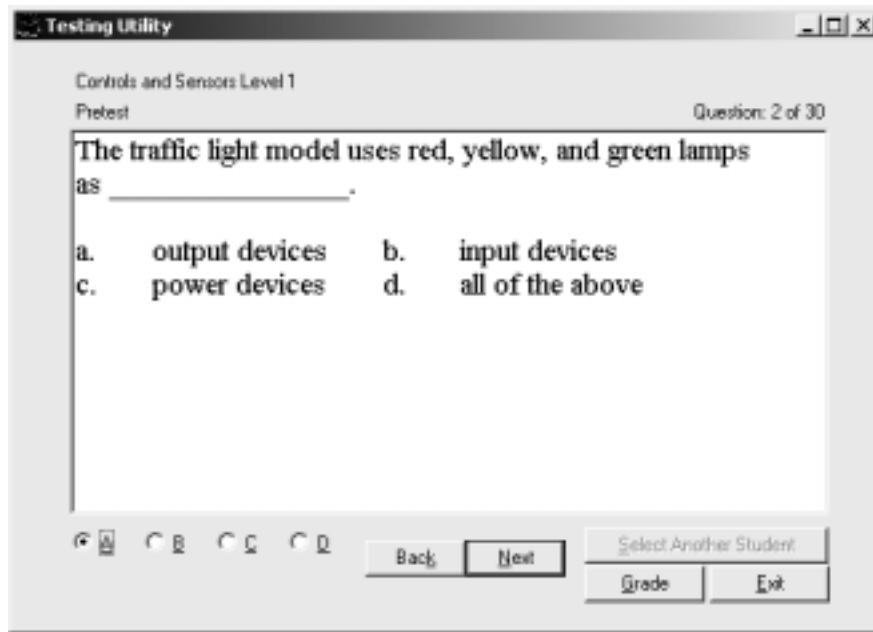 Testing Utility
Controls and Sensors Level 1
Pretest Question: 2 of 30
The traffic light model uses red, yellow, and green lamps
as ____________________.
a. output devices b. input devices
c. power devices d. all of the above
A B C D
Back Next
Select Another Student
Grade Exit